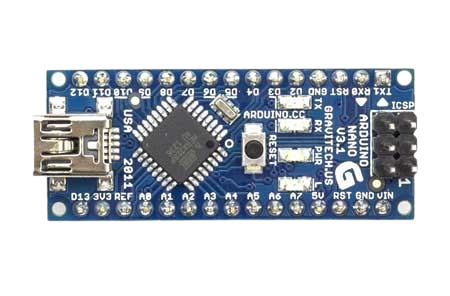 D12 D11 D10 D9 D8 D7 D6 D5 D4 D3 D2 GND RST RX0 TX1
USA
2011
ARDUINO.CC
RESET
TX
RX
PWR
L
ICSP
1
GRAVITECH.US
ARDUINO
NANO
V3.1
G
D13 3V3 REF A0 A1 A2 A3 A4 A5 A6 A7 5V RST GND VIN